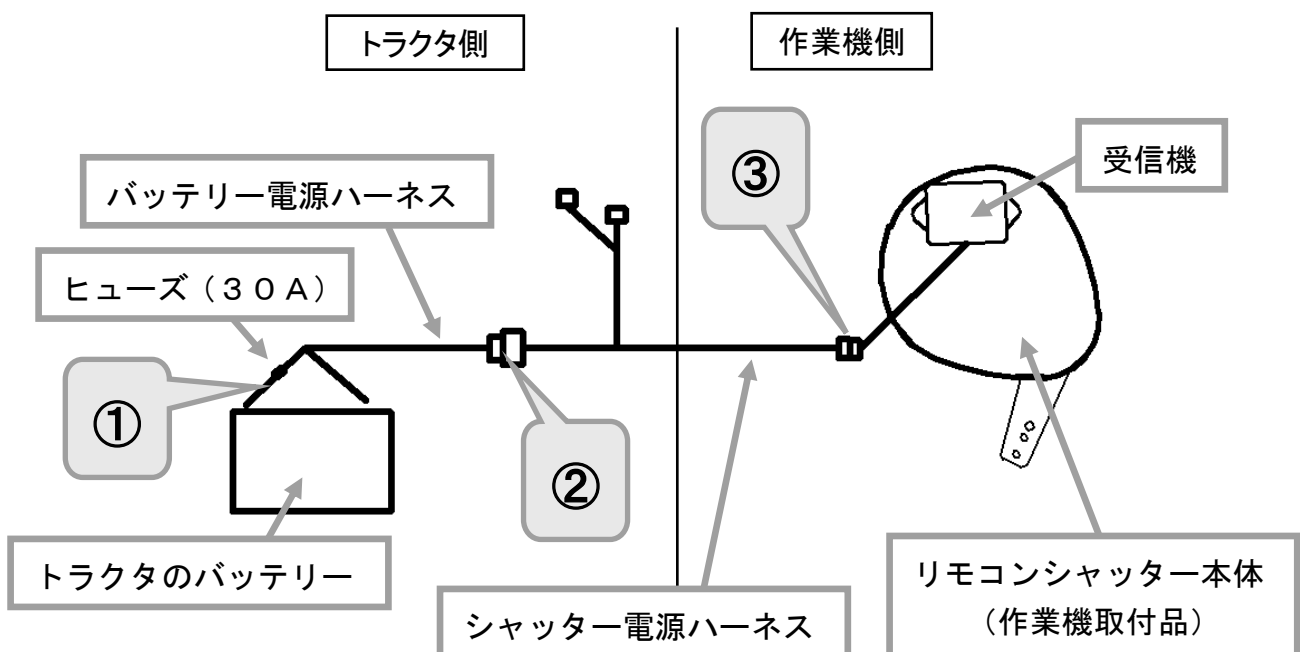 トラクタ側
作業機側
③
受信機
バッテリー電源ハーネス
ヒューズ（３０Ａ）
①
②
トラクタのバッテリー
シャッター電源ハーネス
リモコンシャッター本体
（作業機取付品）